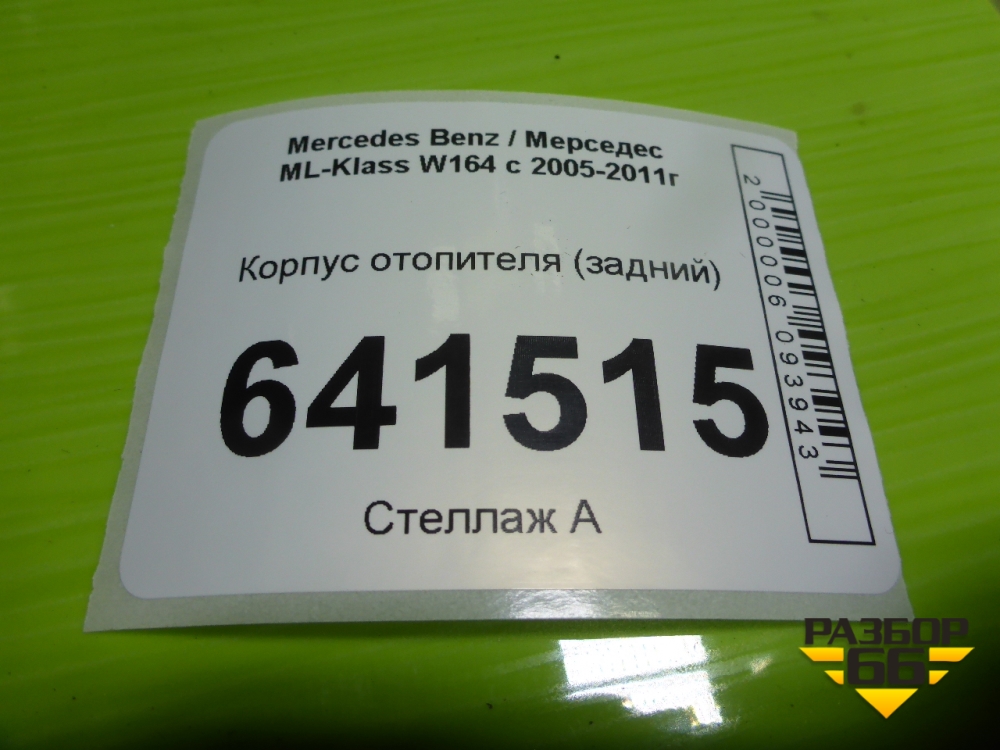 Mercedes Benz / Мерседес
ML-Klass W164 с 2005-2011г
Корпус отопителя (задний)
641515
Стеллаж А
2000006093943
РАЗБОР
66